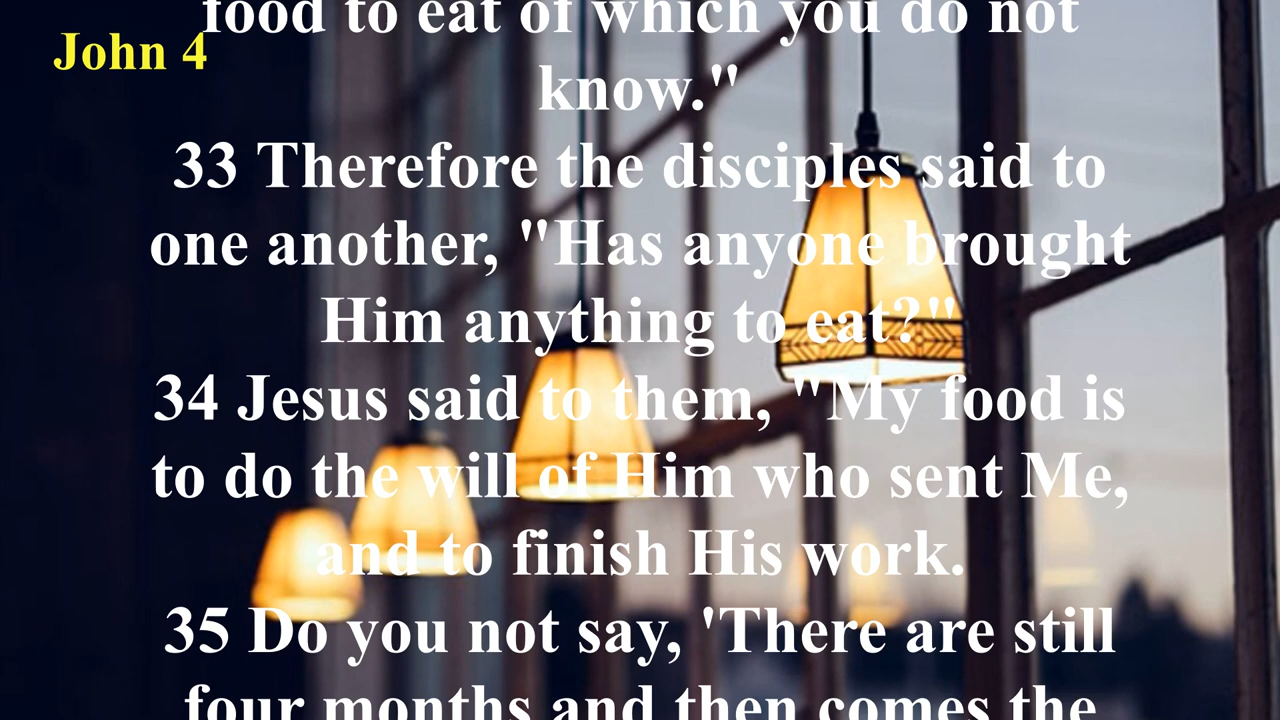 John 4
food to eat of which you do not
know."
33 Therefore the disciples said to
one another, "Has anyone brought
Him anything to eat?"
34 Jesus said to them, "My food is
to do the will of Him who sent Me,
and to finish His work.
35 Do you not say, 'There are still
four months and then comes the